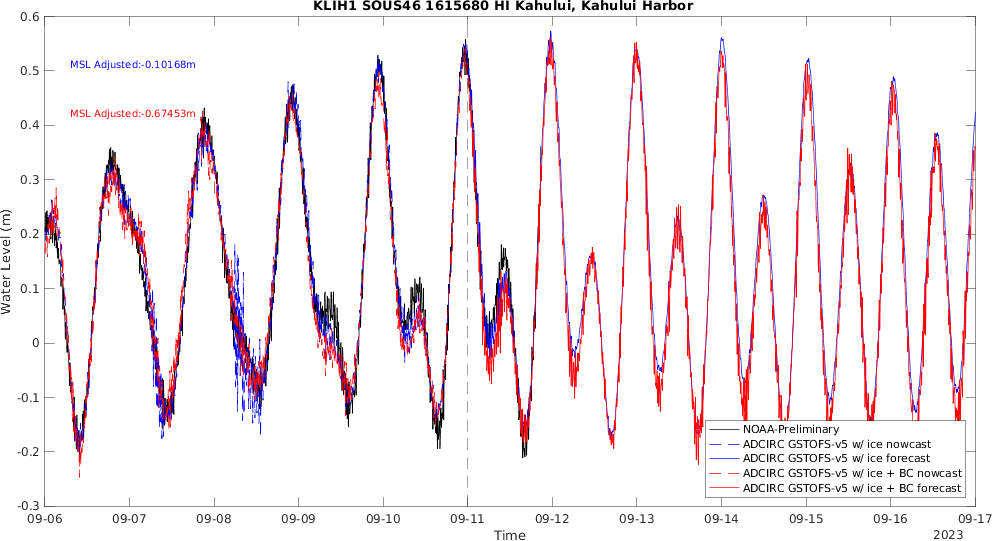 KLIH1 SOUS46 1615680 HI Kahului, Kahului Harbor
0.6
0.5
0.4
0.3
0.2
0.1
0
-0.1
-0.2
-0.3
Water Level (m)
MSL Adjusted:-0.10168m
MSL Adjusted:-0.67453m
NOAA-Preliminary
ADCIRC GSTOFS-v5 w/ ice nowcast
ADCIRC GSTOFS-v5 w/ ice forecast
ADCIRC GSTOFS-v5 w/ ice + BC nowcast
ADCIRC GSTOFS-v5 w/ ice + BC forecast
09-06 09-07 09-08 09-09 09-10 09-11 09-12 09-13 09-14 09-15 09-16 09-17
Time
2023